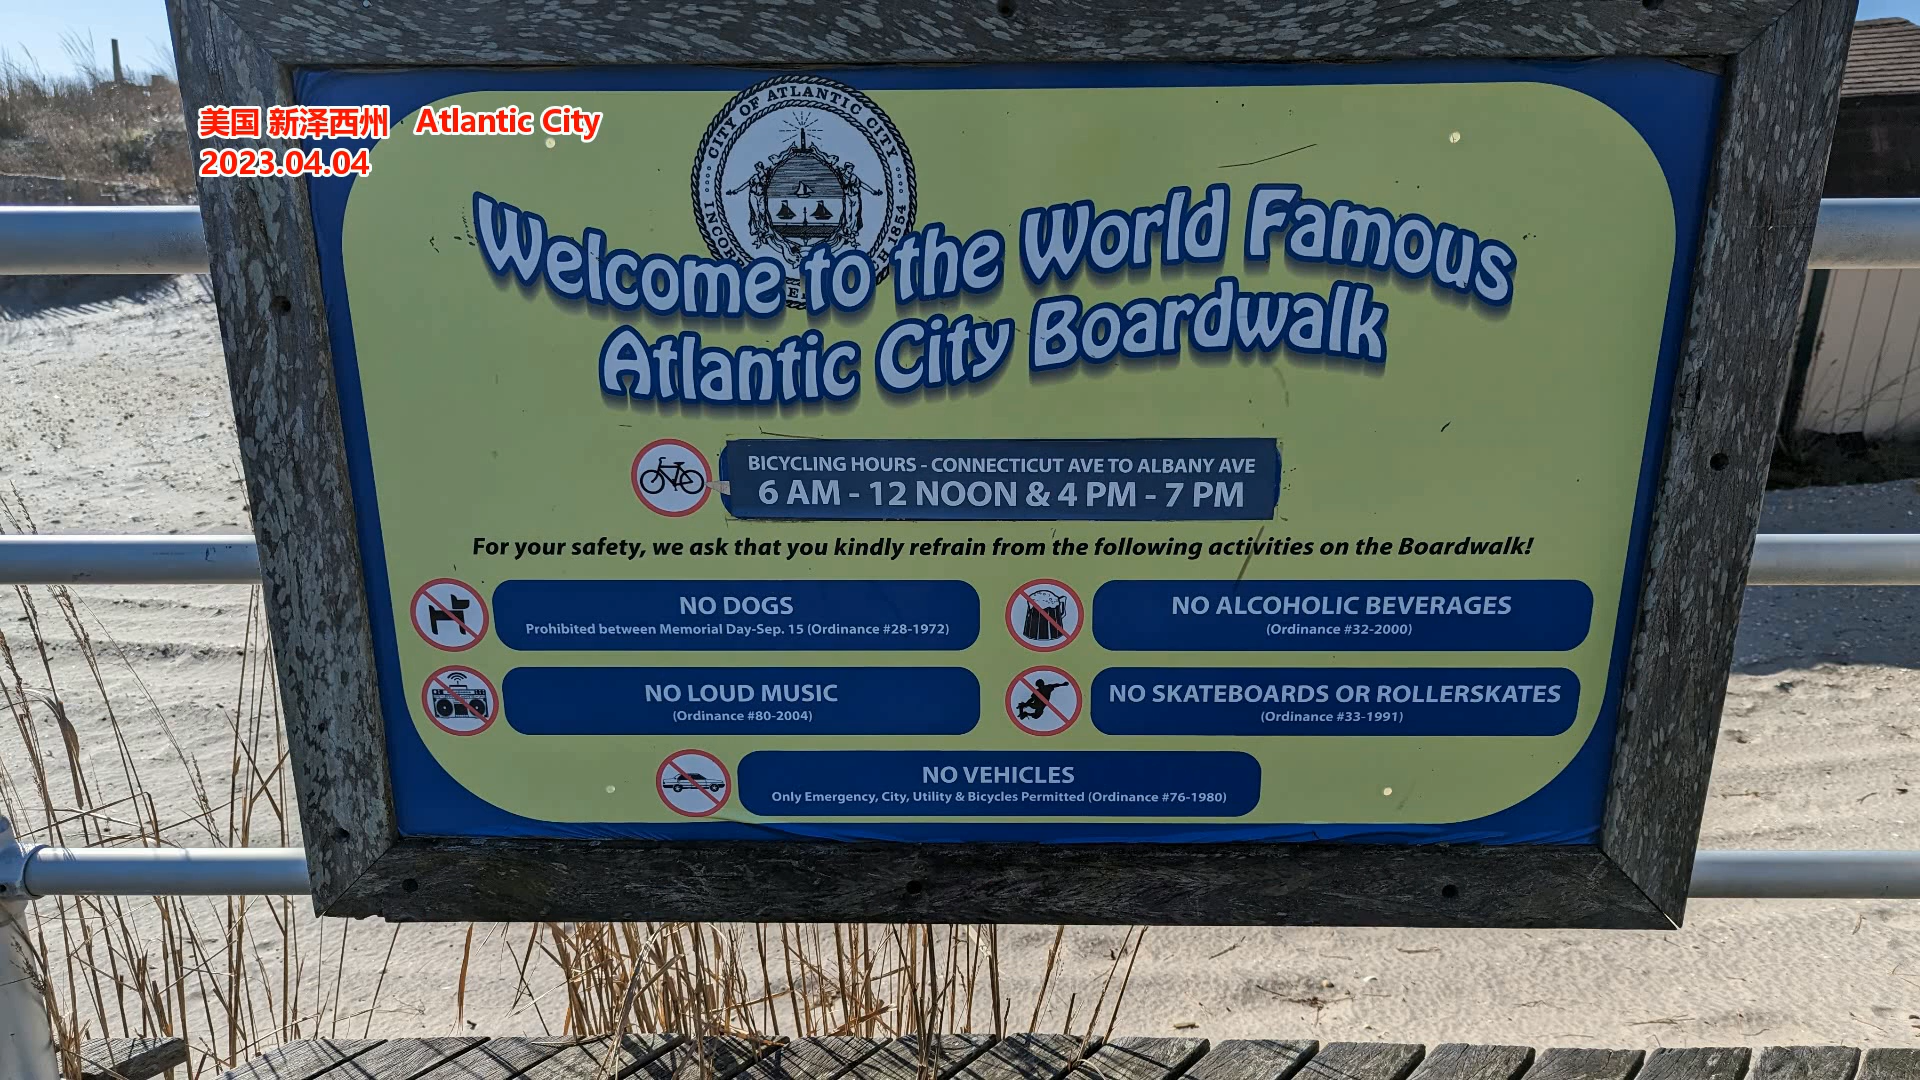 美国 新泽西州 Atlantic City
2023.04.04
CITY OF ATLANTIC CITY
1854
Welcome to the World Famous
Atlantic City Boardwalk
BICYCLING HOURS - CONNECTICUT AVE TO ALBANY AVE
6 AM - 12 NOON & 4 PM - 7 PM
For your safety, we ask that you kindly refrain from the following activities on the Boardwalk!
NO DOGS
Prohibited between Memorial Day-Sep. 15 (Ordinance #28-1972)
NO ALCOHOLIC BEVERAGES
(Ordinance #32-2000)
NO LOUD MUSIC
(Ordinance #80-2004)
NO SKATEBOARDS OR ROLLERSKATES
(Ordinance #33-1991)
NO VEHICLES
Only Emergency, City, Utility & Bicycles Permitted (Ordinance #76-1980)